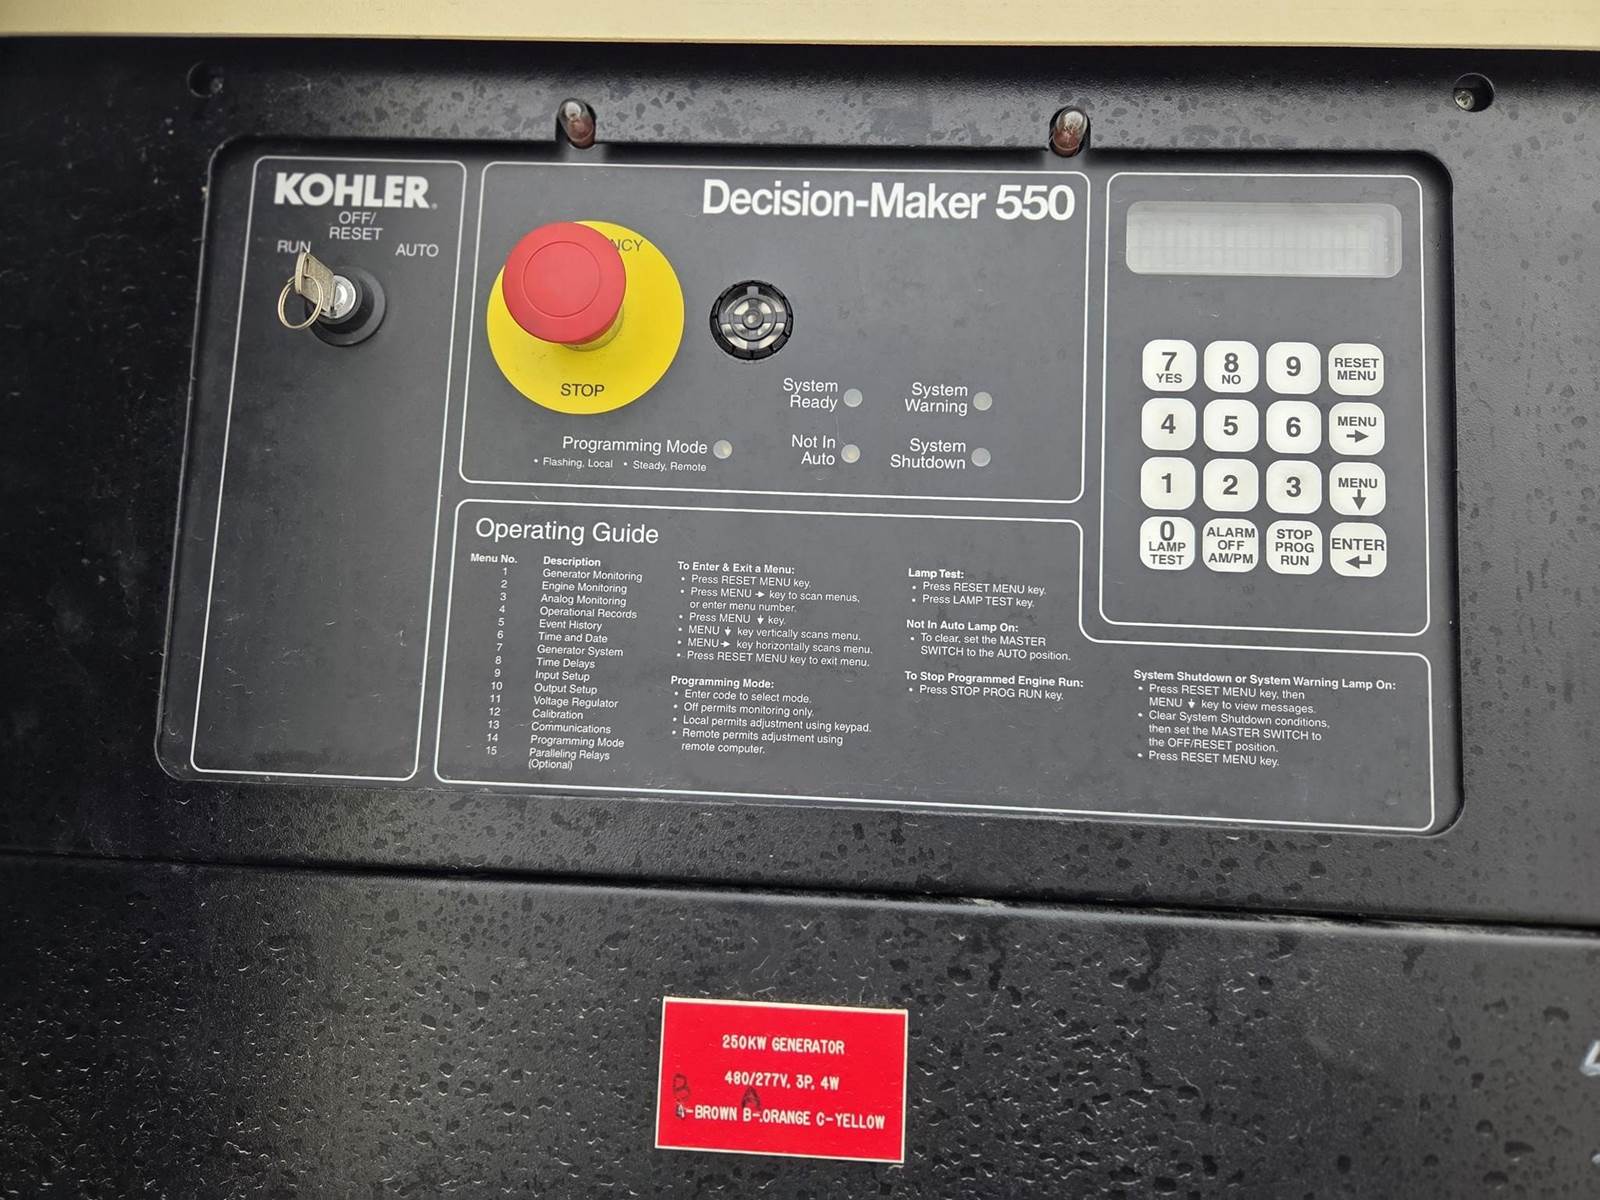 KOHLER®
OFF/
RESET
RUN
AUTO
Decision-Maker 550
NCY
STOP
System
Ready
System
Warning
Programming Mode
• Flashing, Local • Steady, Remote
Not In
Auto
System
Shutdown
7
YES
8
NO
9
RESET
MENU
4
5
6
MENU
→
1
2
3
MENU
↓
0
LAMP
TEST
ALARM
OFF
AM/PM
STOP
PROG
RUN
ENTER
↵
Operating Guide
Menu No. Description
1 Generator Monitoring
2 Engine Monitoring
3 Analog Monitoring
4 Operational Records
5 Event History
6 Time and Date
7 Generator System
8 Time Delays
9 Input Setup
10 Output Setup
11 Voltage Regulator
12 Calibration
13 Communications
14 Programming Mode
15 Paralleling Relays
(Optional)
To Enter & Exit a Menu:
• Press RESET MENU key.
• Press MENU → key to scan menus,
or enter menu number.
• Press MENU ↓ key.
• MENU ↓ key vertically scans menu.
• MENU → key horizontally scans menu.
• Press RESET MENU key to exit menu.
Programming Mode:
• Enter code to select mode.
• Off permits monitoring only.
• Local permits adjustment using keypad.
• Remote permits adjustment using
remote computer.
Lamp Test:
• Press RESET MENU key.
• Press LAMP TEST key.
Not In Auto Lamp On:
• To clear, set the MASTER
SWITCH to the AUTO position.
To Stop Programmed Engine Run:
• Press STOP PROG RUN key.
System Shutdown or System Warning Lamp On:
• Press RESET MENU key, then
MENU ↓ key to view messages.
• Clear System Shutdown conditions,
then set the MASTER SWITCH to
the OFF/RESET position.
• Press RESET MENU key.
250KW GENERATOR
480/277V, 3P, 4W
B A
A-BROWN B-ORANGE C-YELLOW